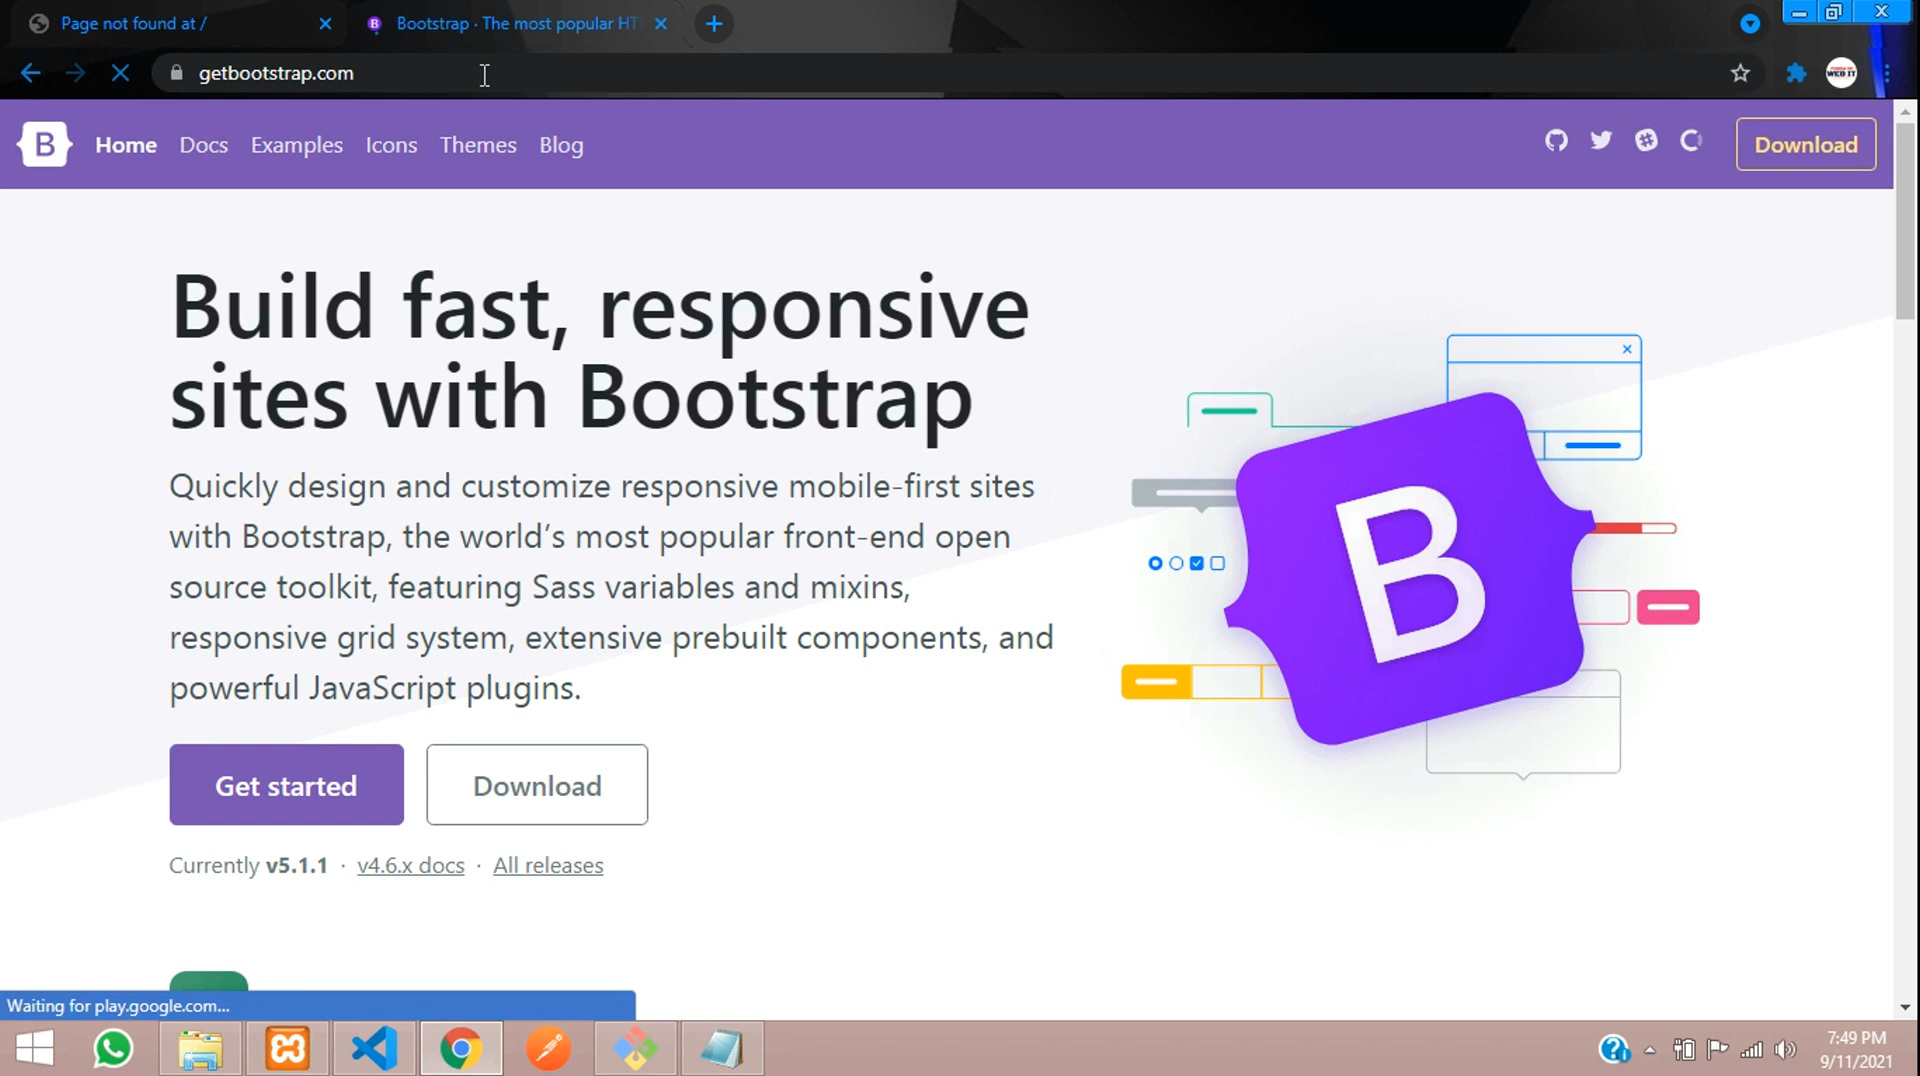 Page not found at /
Bootstrap · The most popular HT
getbootstrap.com
WEB IT
B Home Docs Examples Icons Themes Blog Download
Build fast, responsive
sites with Bootstrap
Quickly design and customize responsive mobile-first sites
with Bootstrap, the world’s most popular front-end open
source toolkit, featuring Sass variables and mixins,
responsive grid system, extensive prebuilt components, and
powerful JavaScript plugins.
B
Get started Download
Currently v5.1.1 · v4.6.x docs · All releases
Waiting for play.google.com...
7:49 PM
9/11/2021